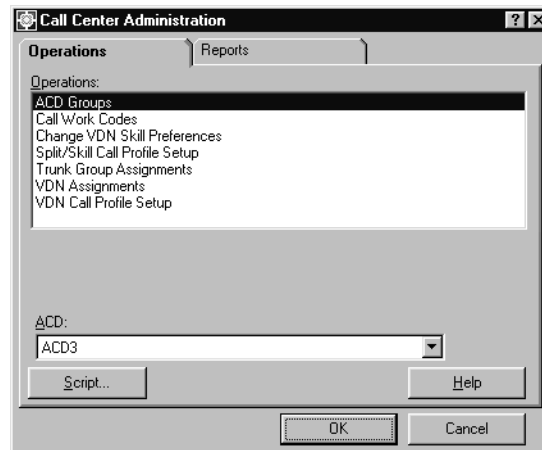 Call Center Administration
Operations
Reports
Operations:
ACD Groups
Call Work Codes
Change VDN Skill Preferences
Split/Skill Call Profile Setup
Trunk Group Assignments
VDN Assignments
VDN Call Profile Setup
ACD:
ACD3
Script...
Help
OK
Cancel